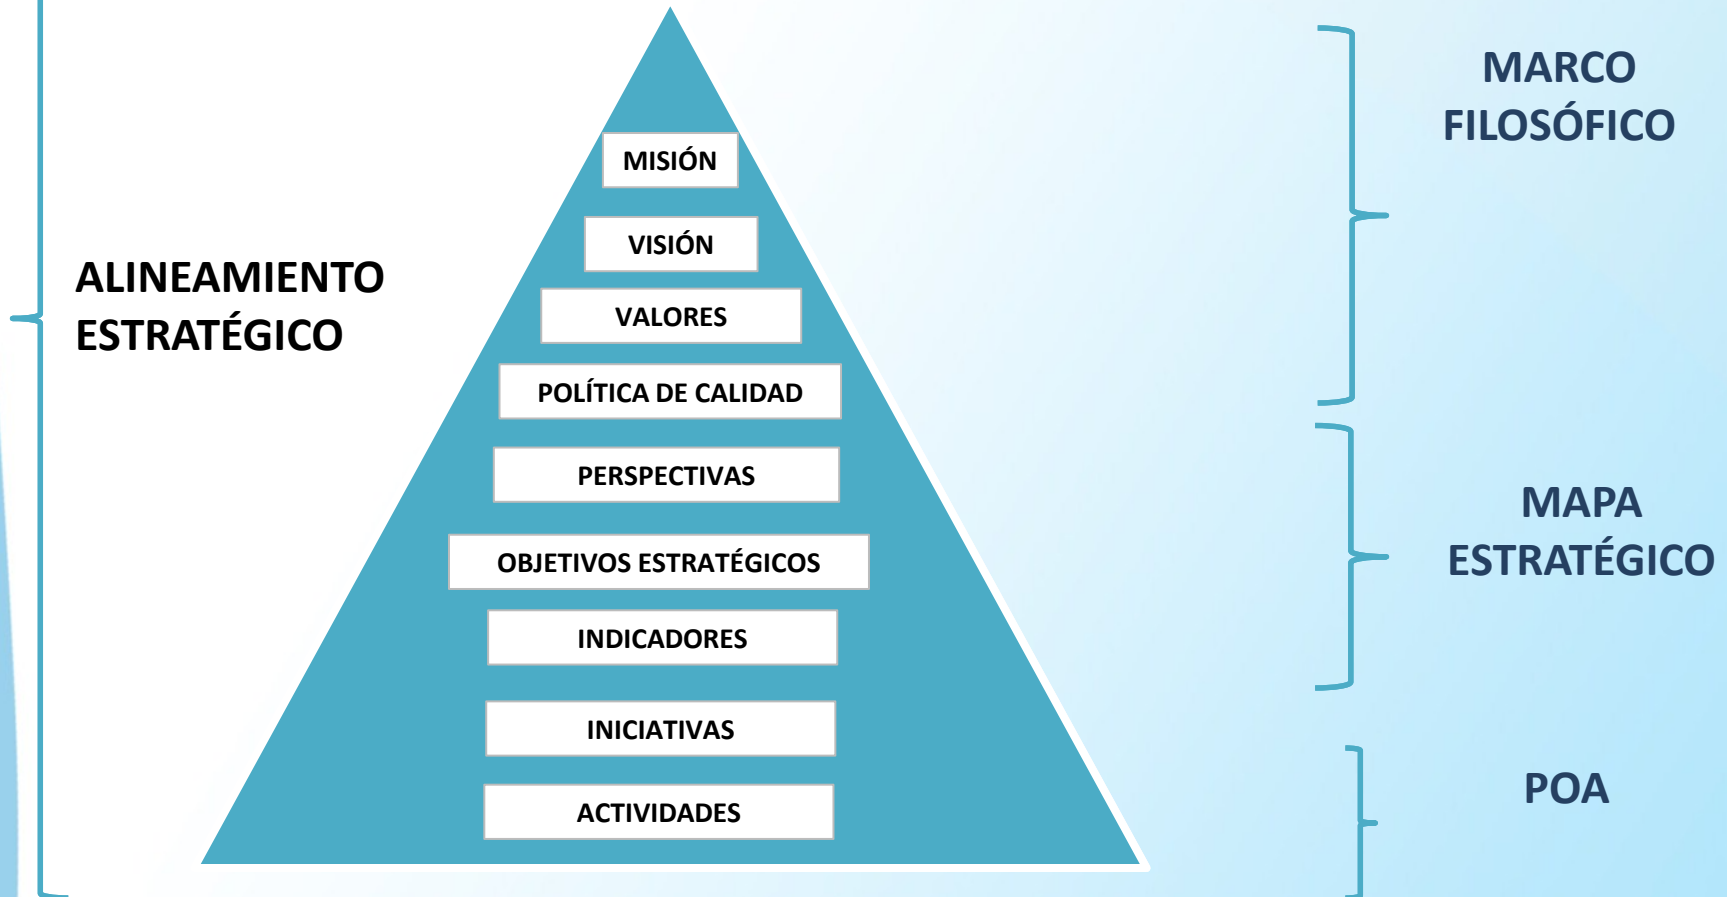 ALINEAMIENTO
ESTRATÉGICO
MISIÓN
VISIÓN
VALORES
POLÍTICA DE CALIDAD
PERSPECTIVAS
OBJETIVOS ESTRATÉGICOS
INDICADORES
INICIATIVAS
ACTIVIDADES
MARCO
FILOSÓFICO
MAPA
ESTRATÉGICO
POA